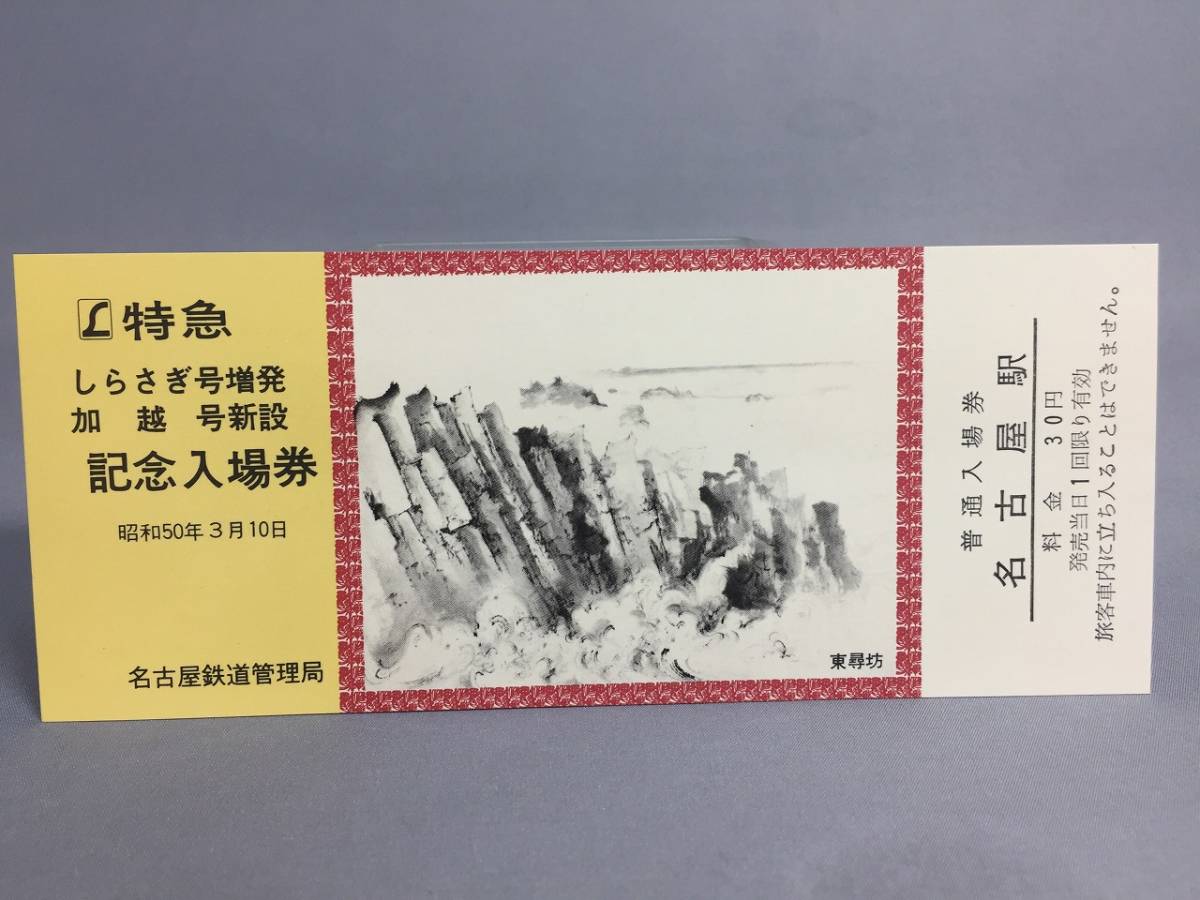 L 特急
しらさぎ号増発
加越号新設
記念入場券
昭和50年3月10日
名古屋鉄道管理局
東尋坊
普通入場券
名古屋駅
料金 30円
発売当日1回限り有効
旅客車内に立ち入ることはできません。